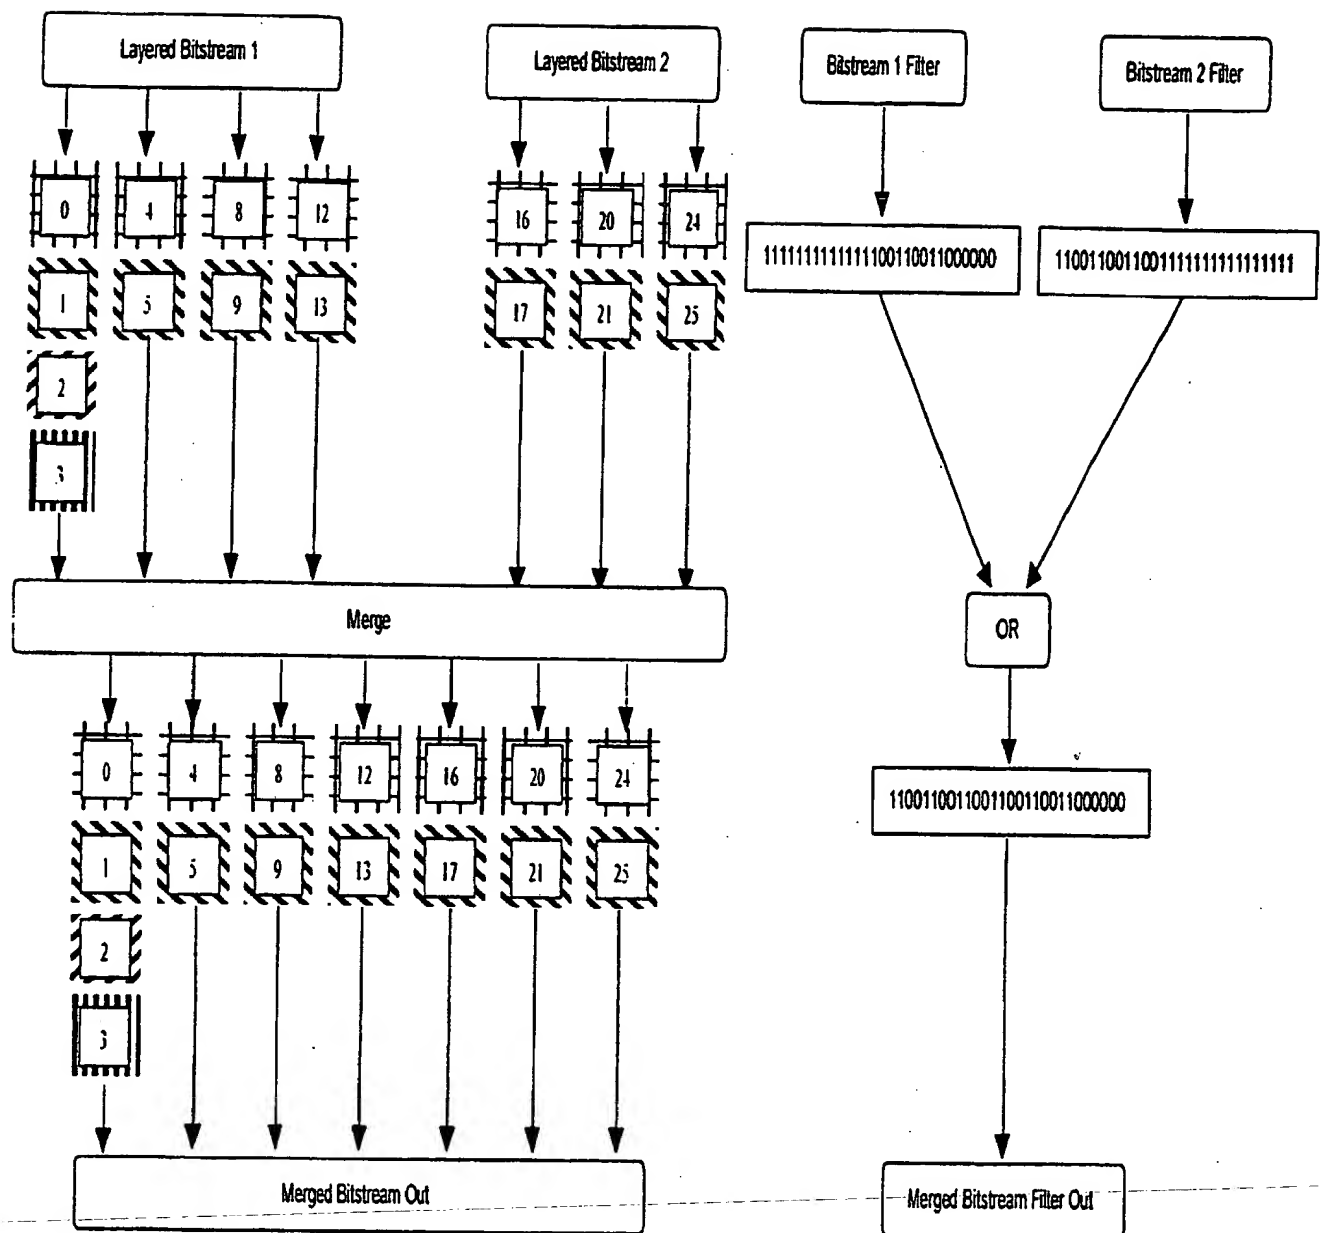 Layered Bitstream 1
Layered Bitstream 2
Bitstream 1 Filter
Bitstream 2 Filter
0 4 8 12
16 20 24
1111111111111100110011000000
1100110011001111111111111111
1 5 9 13
17 21 25
2
3
Merge
OR
0 4 8 12 16 20 24
1100110011001100110011000000
1 5 9 13 17 21 25
2
3
Merged Bitstream Out
Merged Bitstream Filter Out